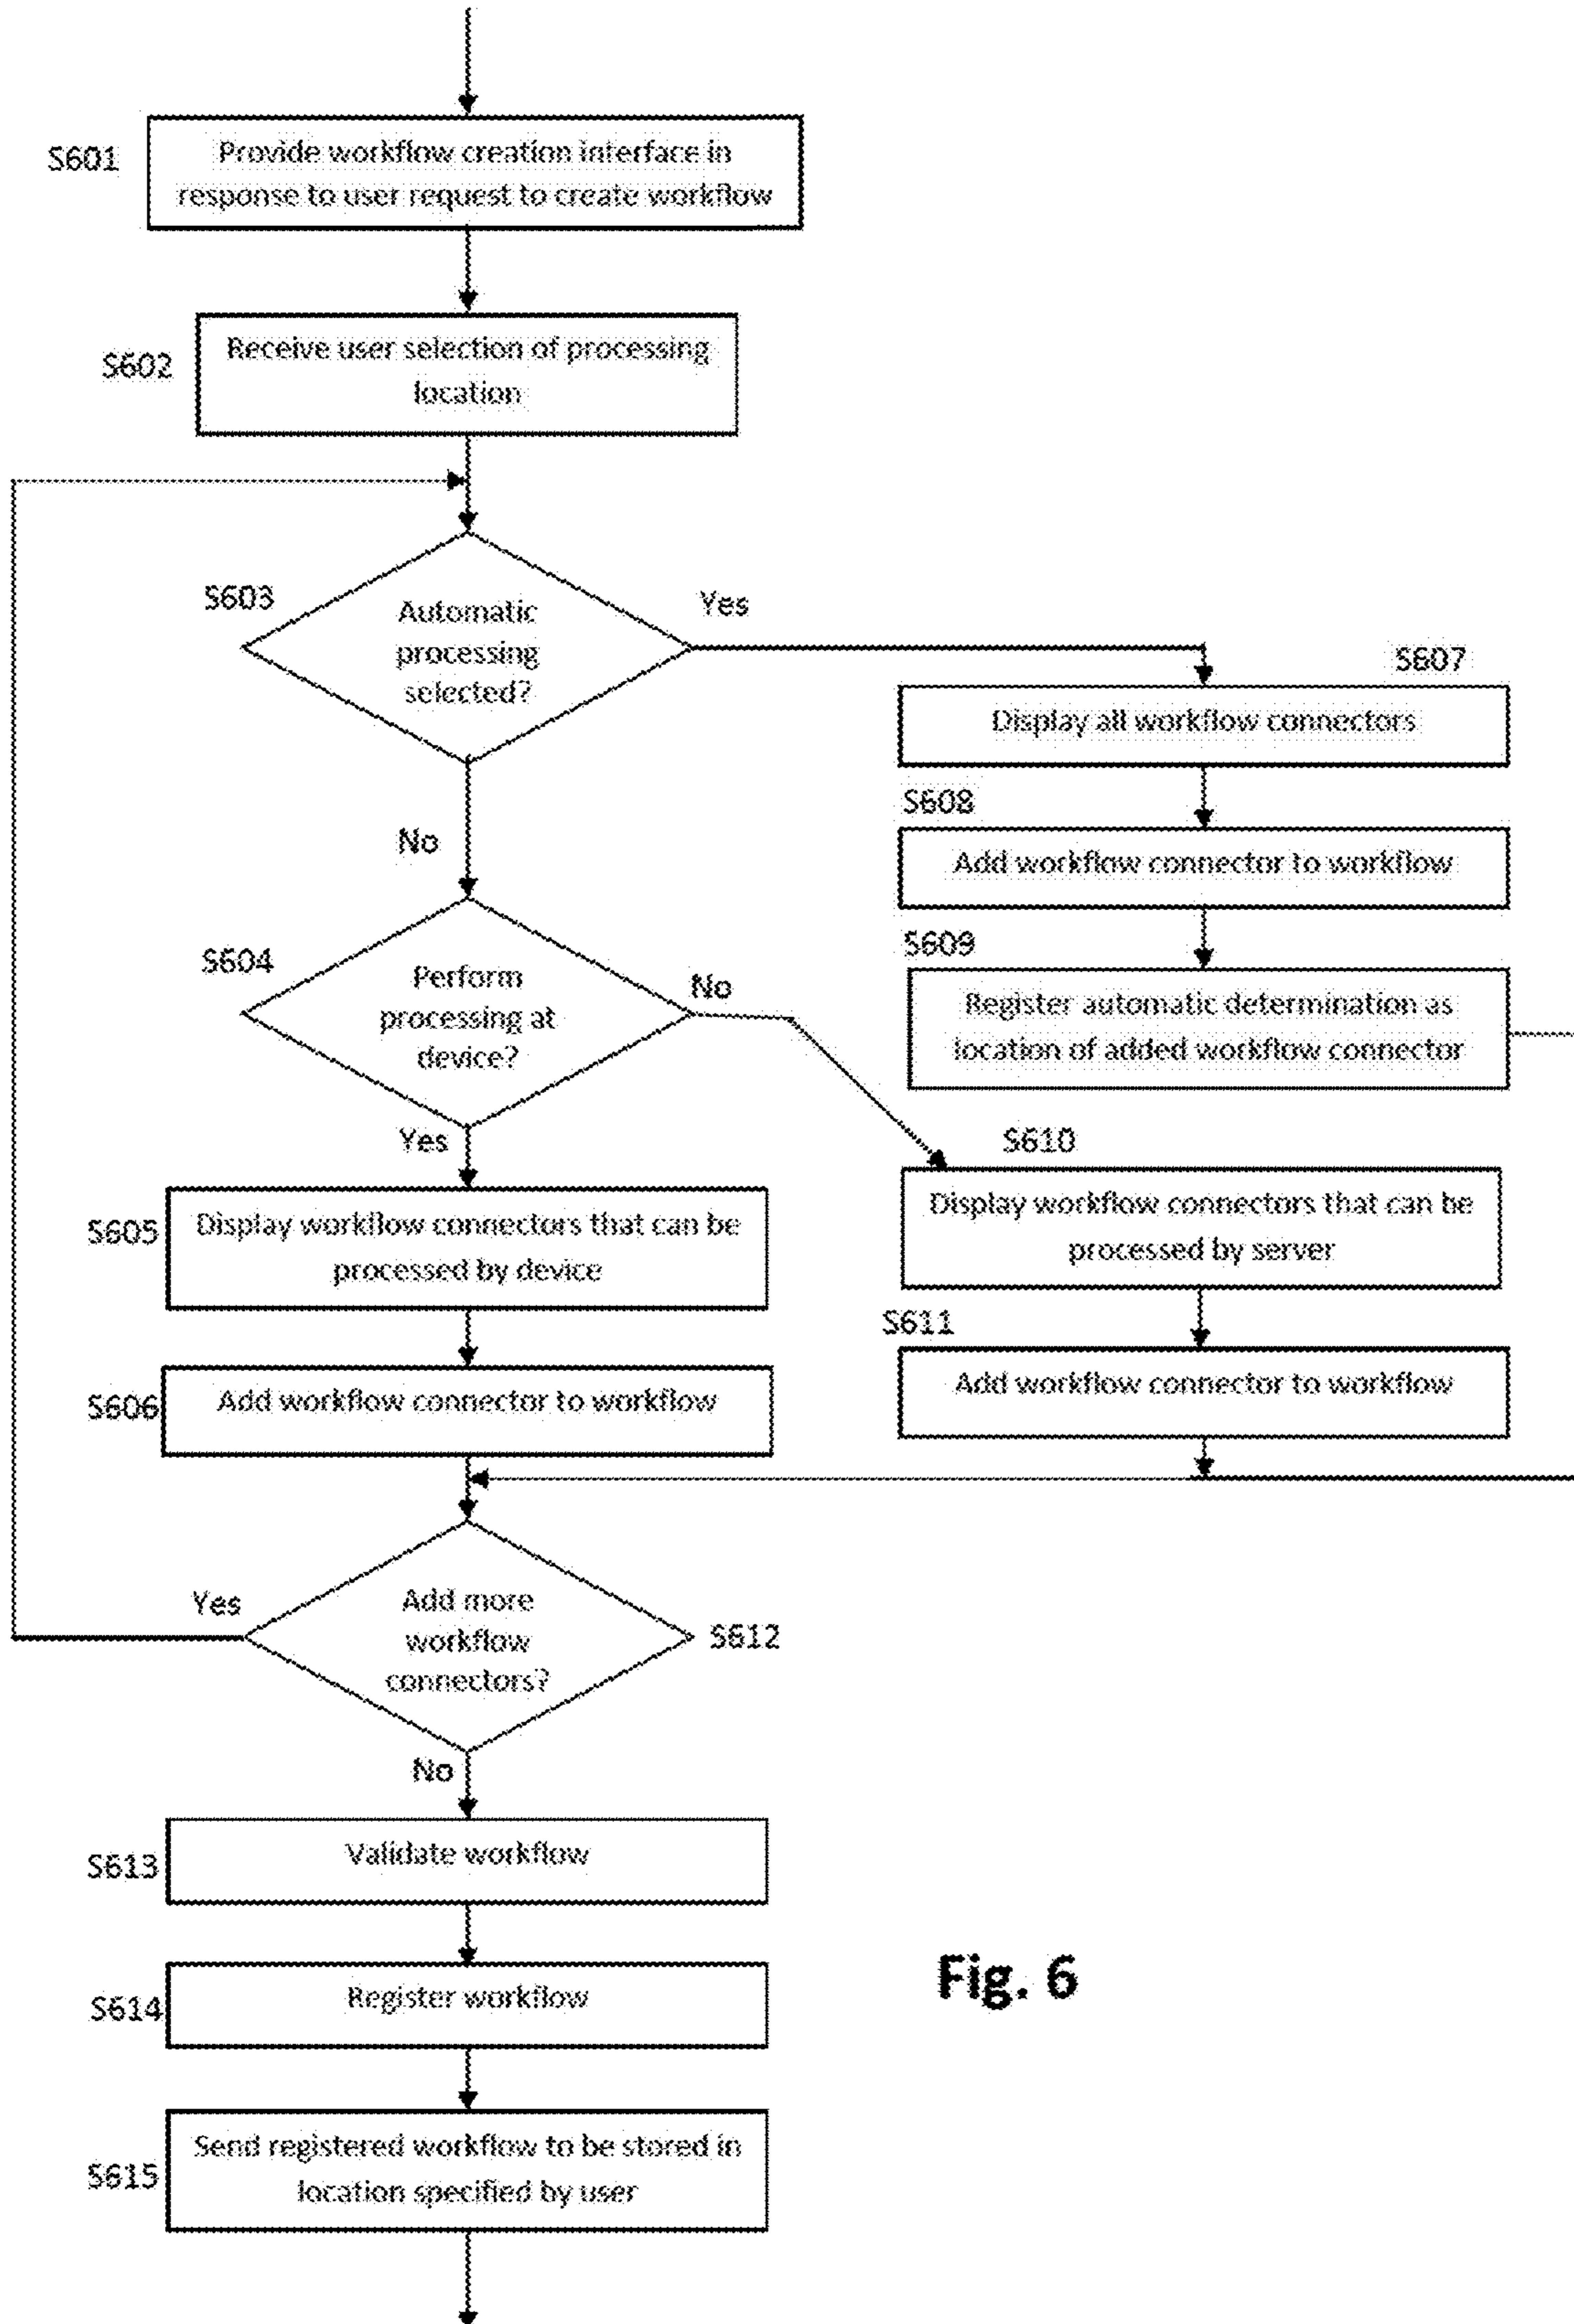 S601
Provide workflow creation interface in
response to user request to create workflow
S602
Receive user selection of processing
location
S603
Automatic
processing
selected?
Yes
No
S607
Display all workflow connectors
S608
Add workflow connector to workflow
S609
Register automatic determination as
location of added workflow connector
S604
Perform
processing at
device?
No
Yes
S610
Display workflow connectors that can be
processed by server
S611
Add workflow connector to workflow
S605
Display workflow connectors that can be
processed by device
S606
Add workflow connector to workflow
Yes
Add more
workflow
connectors?
S612
No
S613
Validate workflow
S614
Register workflow
S615
Send registered workflow to be stored in
location specified by user
Fig. 6